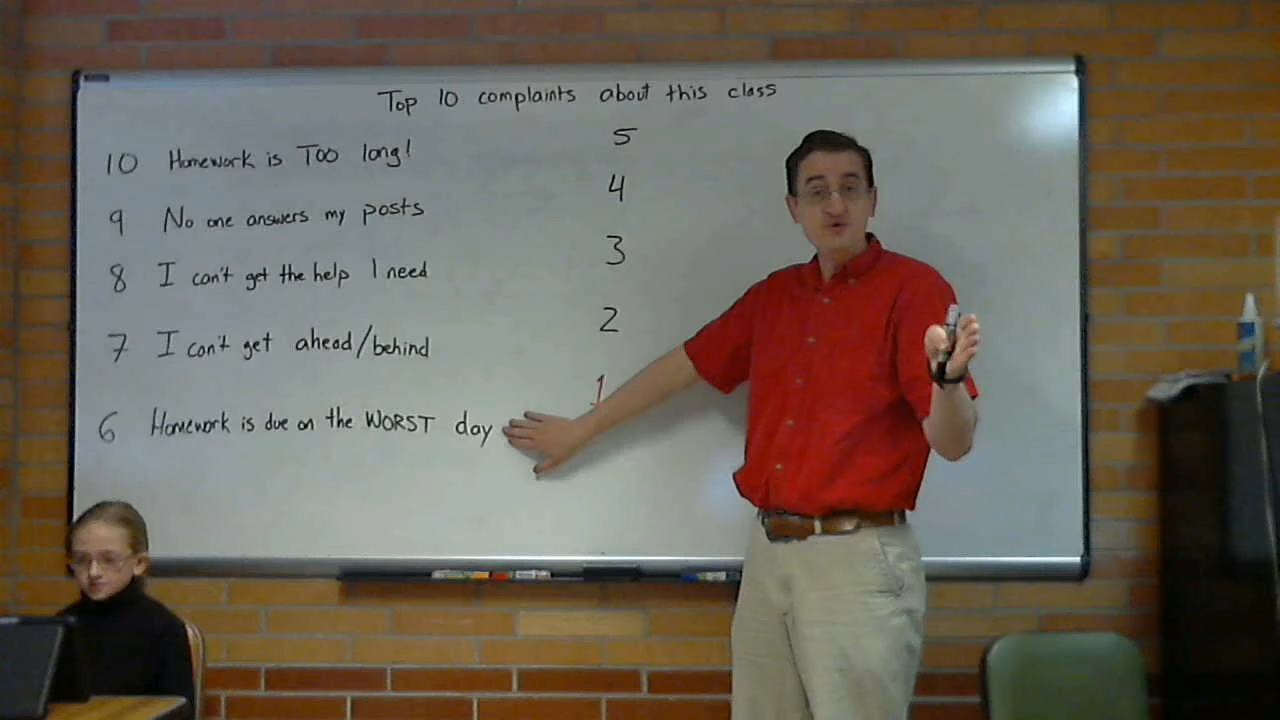 Top 10 complaints about this class
10 Homework is TOO long!
9 No one answers my posts
8 I can't get the help I need
7 I can't get ahead/behind
6 Homework is due on the WORST day
5
4
3
2
1